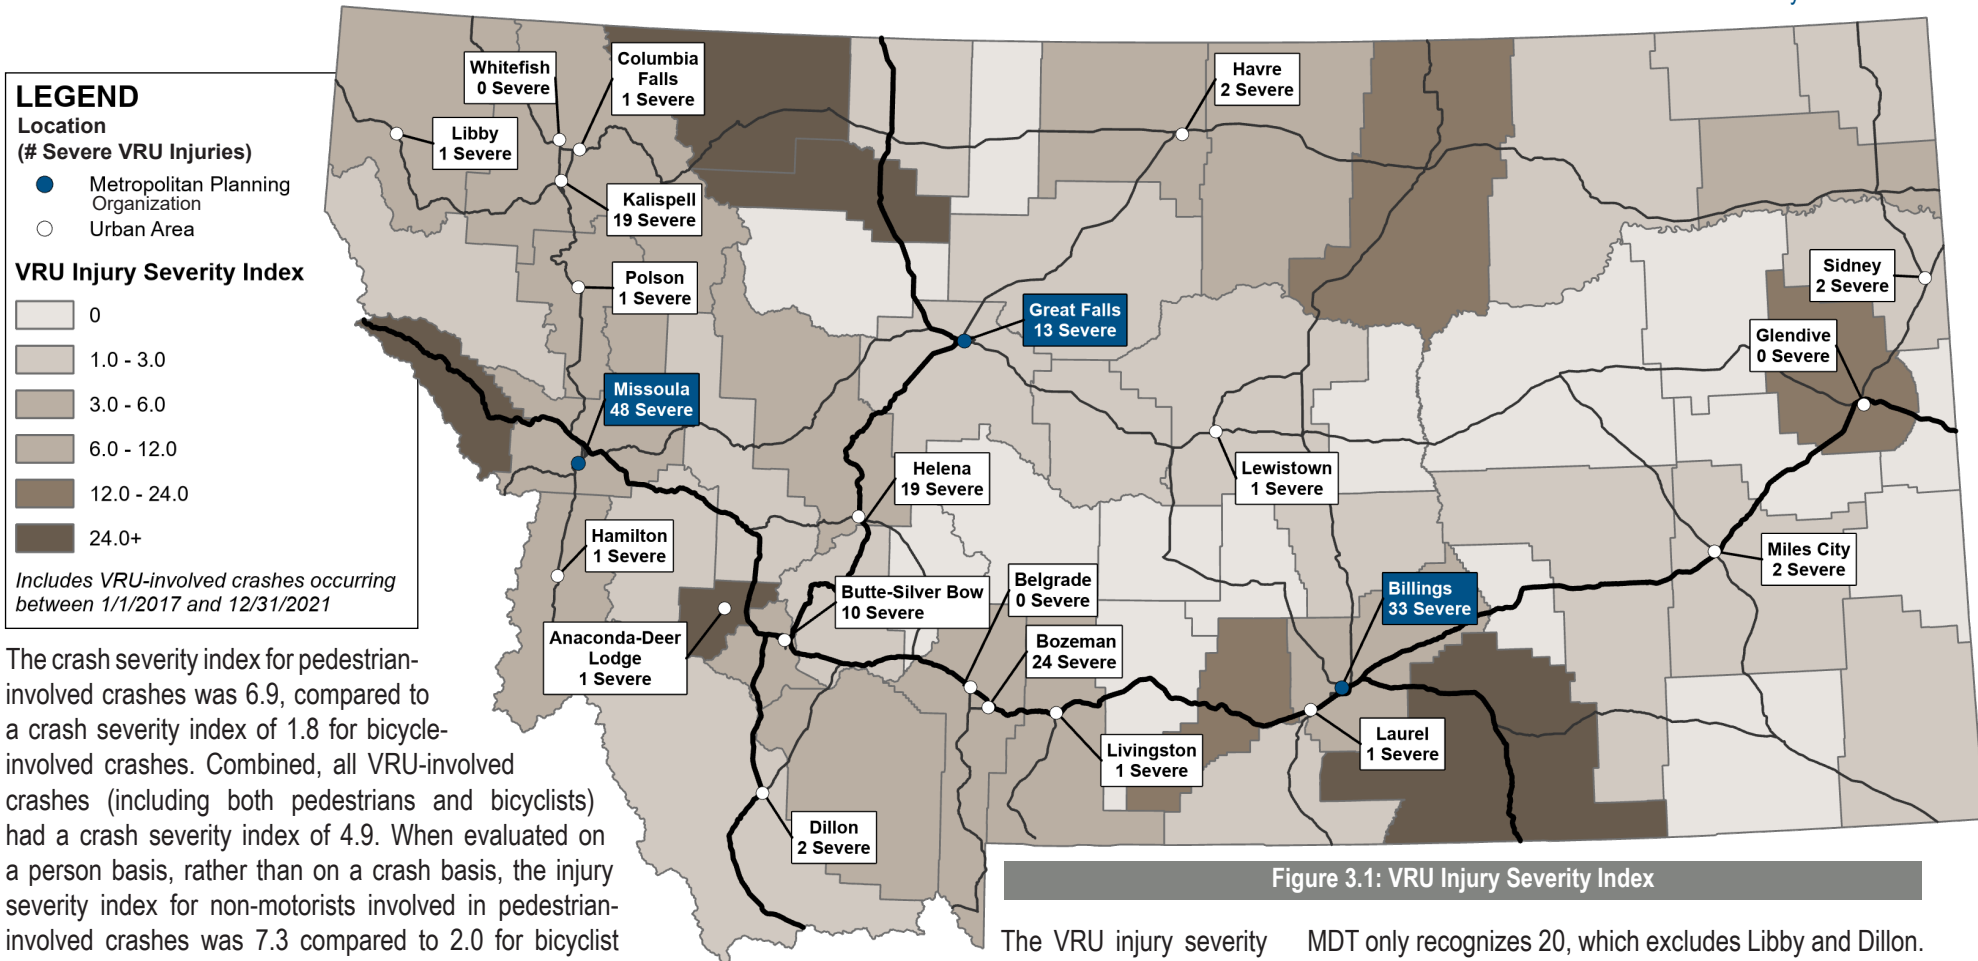 LEGEND
Location
(# Severe VRU Injuries)
Metropolitan Planning
Organization
Urban Area
VRU Injury Severity Index
0
1.0 - 3.0
3.0 - 6.0
6.0 - 12.0
12.0 - 24.0
24.0+
Includes VRU-involved crashes occurring
between 1/1/2017 and 12/31/2021
Whitefish
0 Severe
Columbia
Falls
1 Severe
Libby
1 Severe
Kalispell
19 Severe
Polson
1 Severe
Havre
2 Severe
Great Falls
13 Severe
Sidney
2 Severe
Glendive
0 Severe
Missoula
48 Severe
Helena
19 Severe
Lewistown
1 Severe
Hamilton
1 Severe
Miles City
2 Severe
Butte-Silver Bow
10 Severe
Belgrade
0 Severe
Billings
33 Severe
Anaconda-Deer
Lodge
1 Severe
Bozeman
24 Severe
Livingston
1 Severe
Laurel
1 Severe
Dillon
2 Severe
The crash severity index for pedestrian-
involved crashes was 6.9, compared to
a crash severity index of 1.8 for bicycle-
involved crashes. Combined, all VRU-involved
crashes (including both pedestrians and bicyclists)
had a crash severity index of 4.9. When evaluated on
a person basis, rather than on a crash basis, the injury
severity index for non-motorists involved in pedestrian-
involved crashes was 7.3 compared to 2.0 for bicyclist
Figure 3.1: VRU Injury Severity Index
The VRU injury severity
MDT only recognizes 20, which excludes Libby and Dillon.